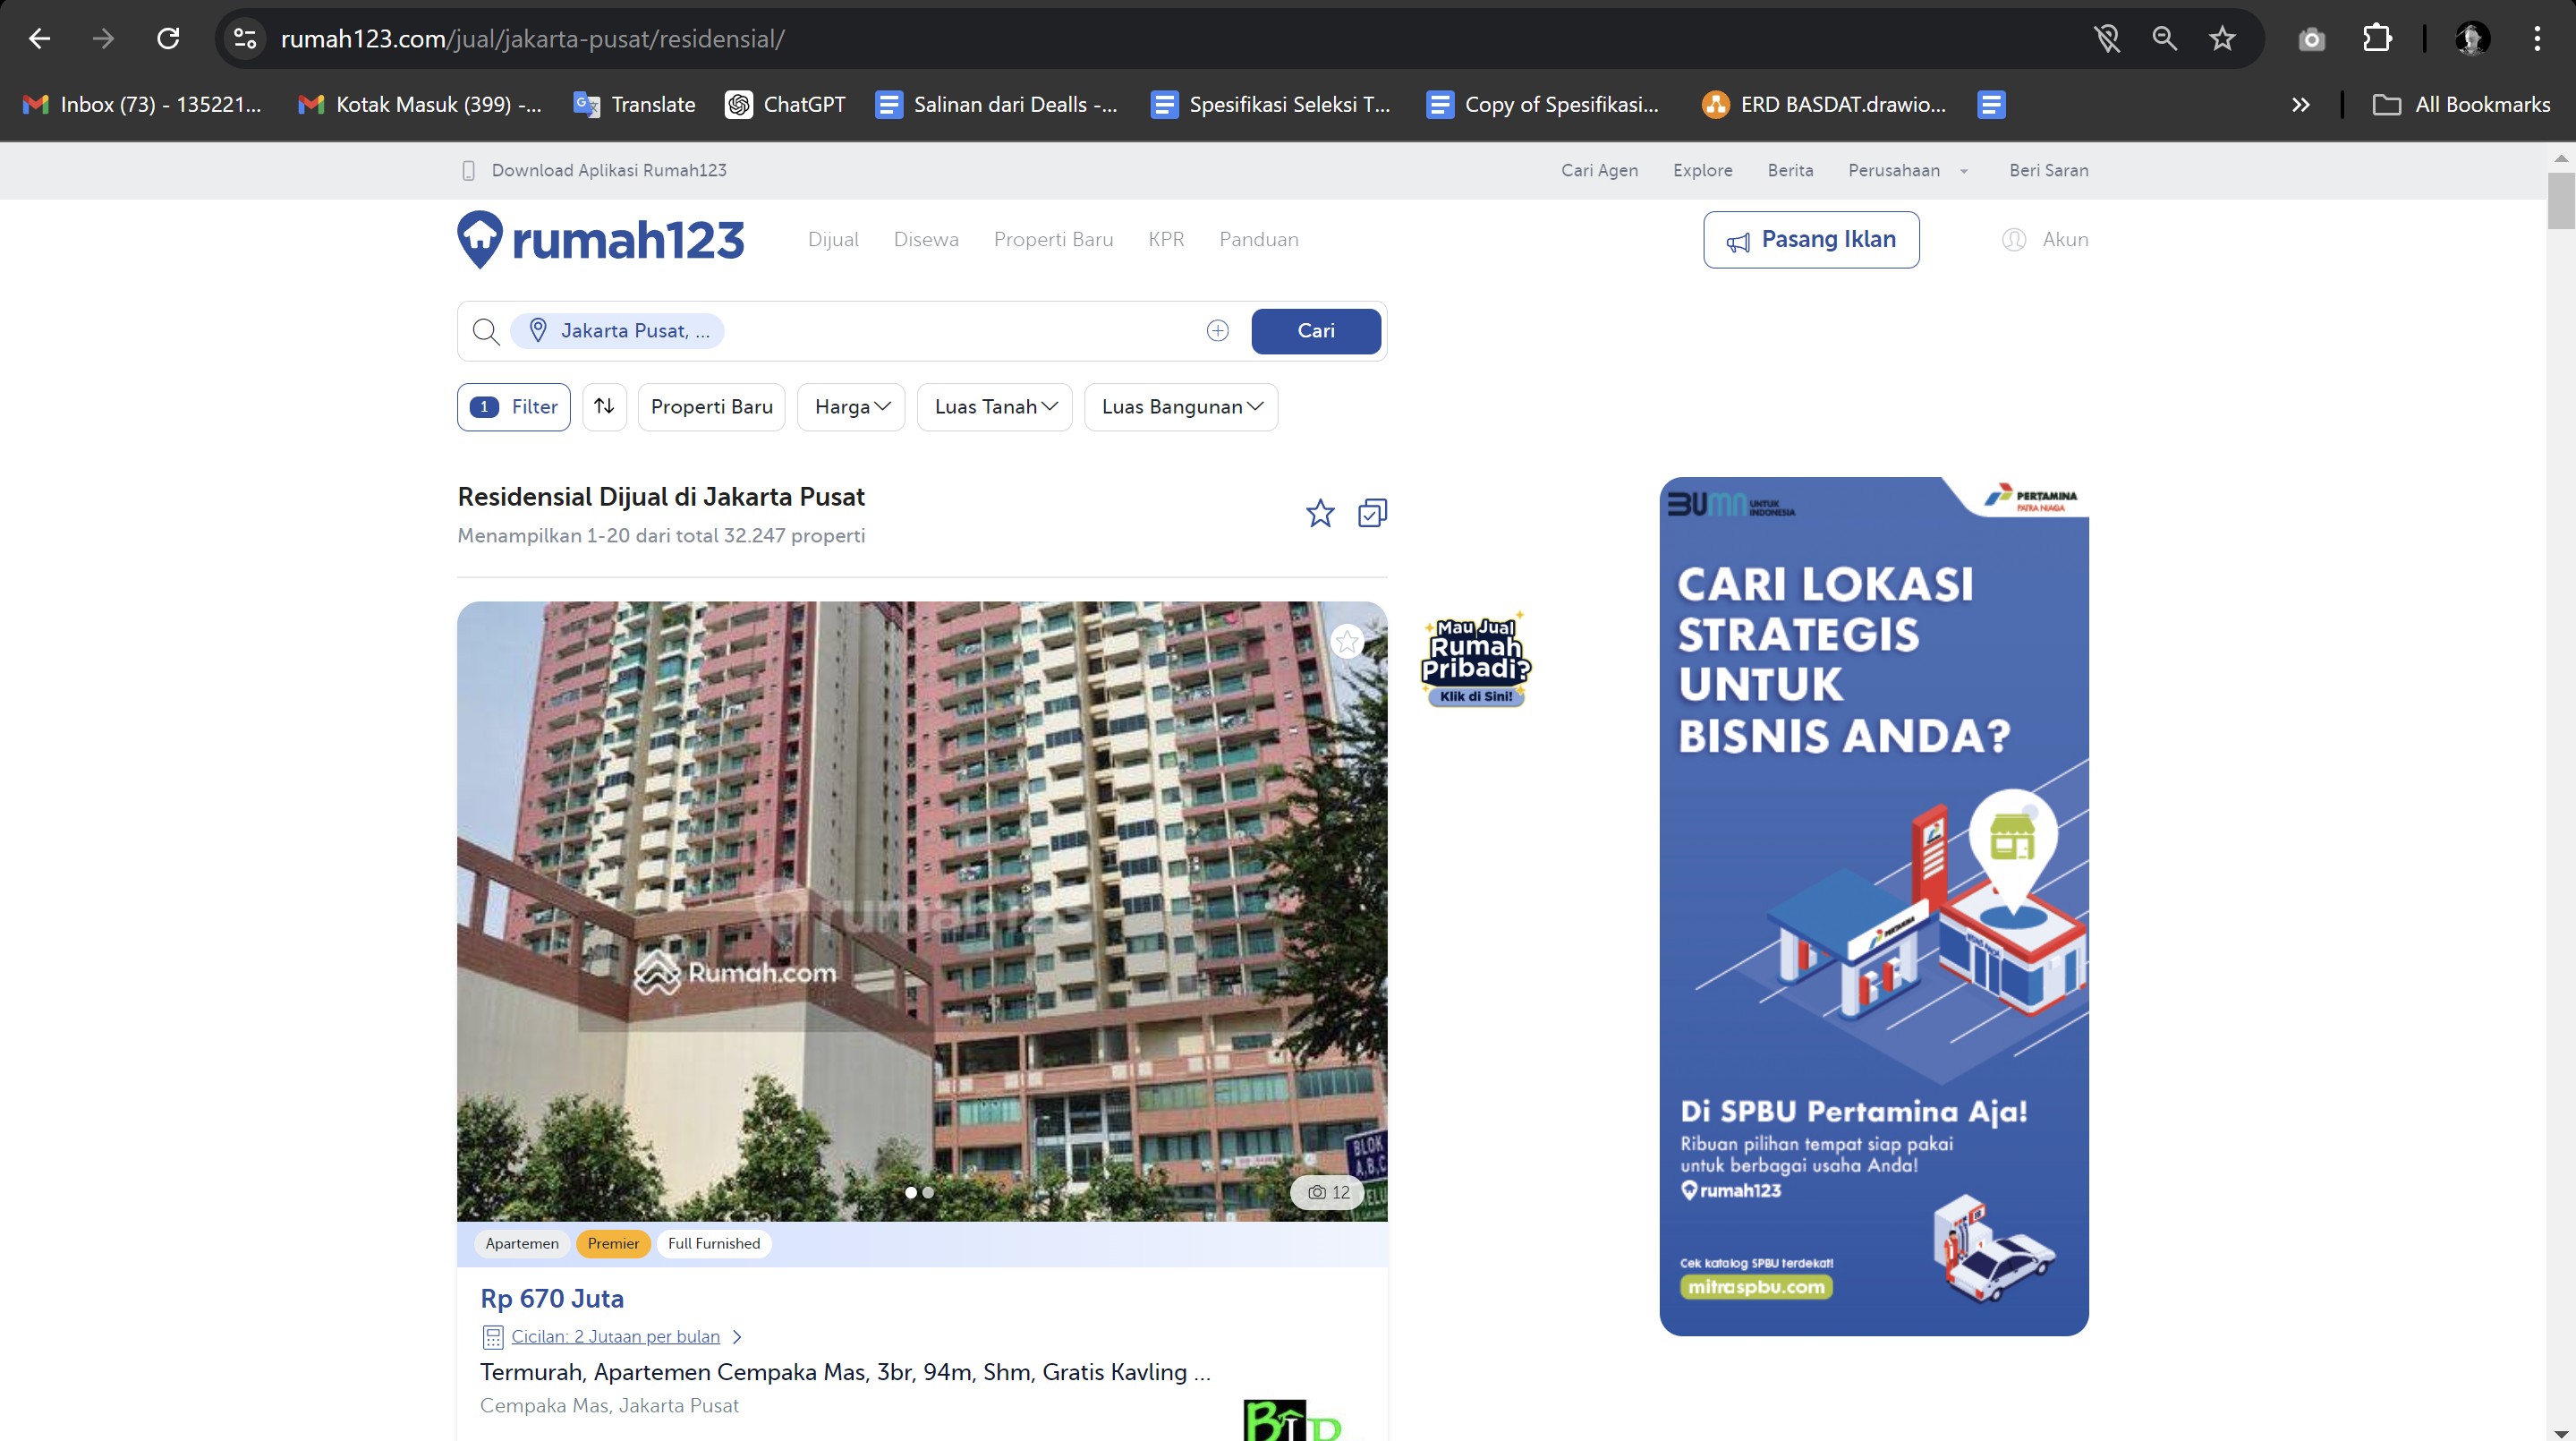 rumah123.com/jual/jakarta-pusat/residensial/
Inbox (73) - 135221...
Kotak Masuk (399) -...
Translate
ChatGPT
Salinan dari Dealls -...
Spesifikasi Seleksi T...
Copy of Spesifikasi...
ERD BASDAT.drawio...
All Bookmarks
Download Aplikasi Rumah123
Cari Agen
Explore
Berita
Perusahaan
Beri Saran
rumah123
Dijual
Disewa
Properti Baru
KPR
Panduan
Pasang Iklan
Akun
Jakarta Pusat, ...
Cari
1 Filter
Properti Baru
Harga
Luas Tanah
Luas Bangunan
Residensial Dijual di Jakarta Pusat
Menampilkan 1-20 dari total 32.247 properti
rumah123
Rumah.com
BLOK
A,B,C
12
Apartemen
Premier
Full Furnished
Rp 670 Juta
Cicilan: 2 Jutaan per bulan
Termurah, Apartemen Cempaka Mas, 3br, 94m, Shm, Gratis Kavling ...
Cempaka Mas, Jakarta Pusat
Mau Jual
Rumah
Pribadi?
Klik di Sini!
BUMN UNTUK
INDONESIA
PERTAMINA
PATRA NIAGA
CARI LOKASI
STRATEGIS
UNTUK
BISNIS ANDA?
PERTAMINA
Di SPBU Pertamina Aja!
Ribuan pilihan tempat siap pakai
untuk berbagai usaha Anda!
rumah123
Cek katalog SPBU terdekat!
mitraspbu.com